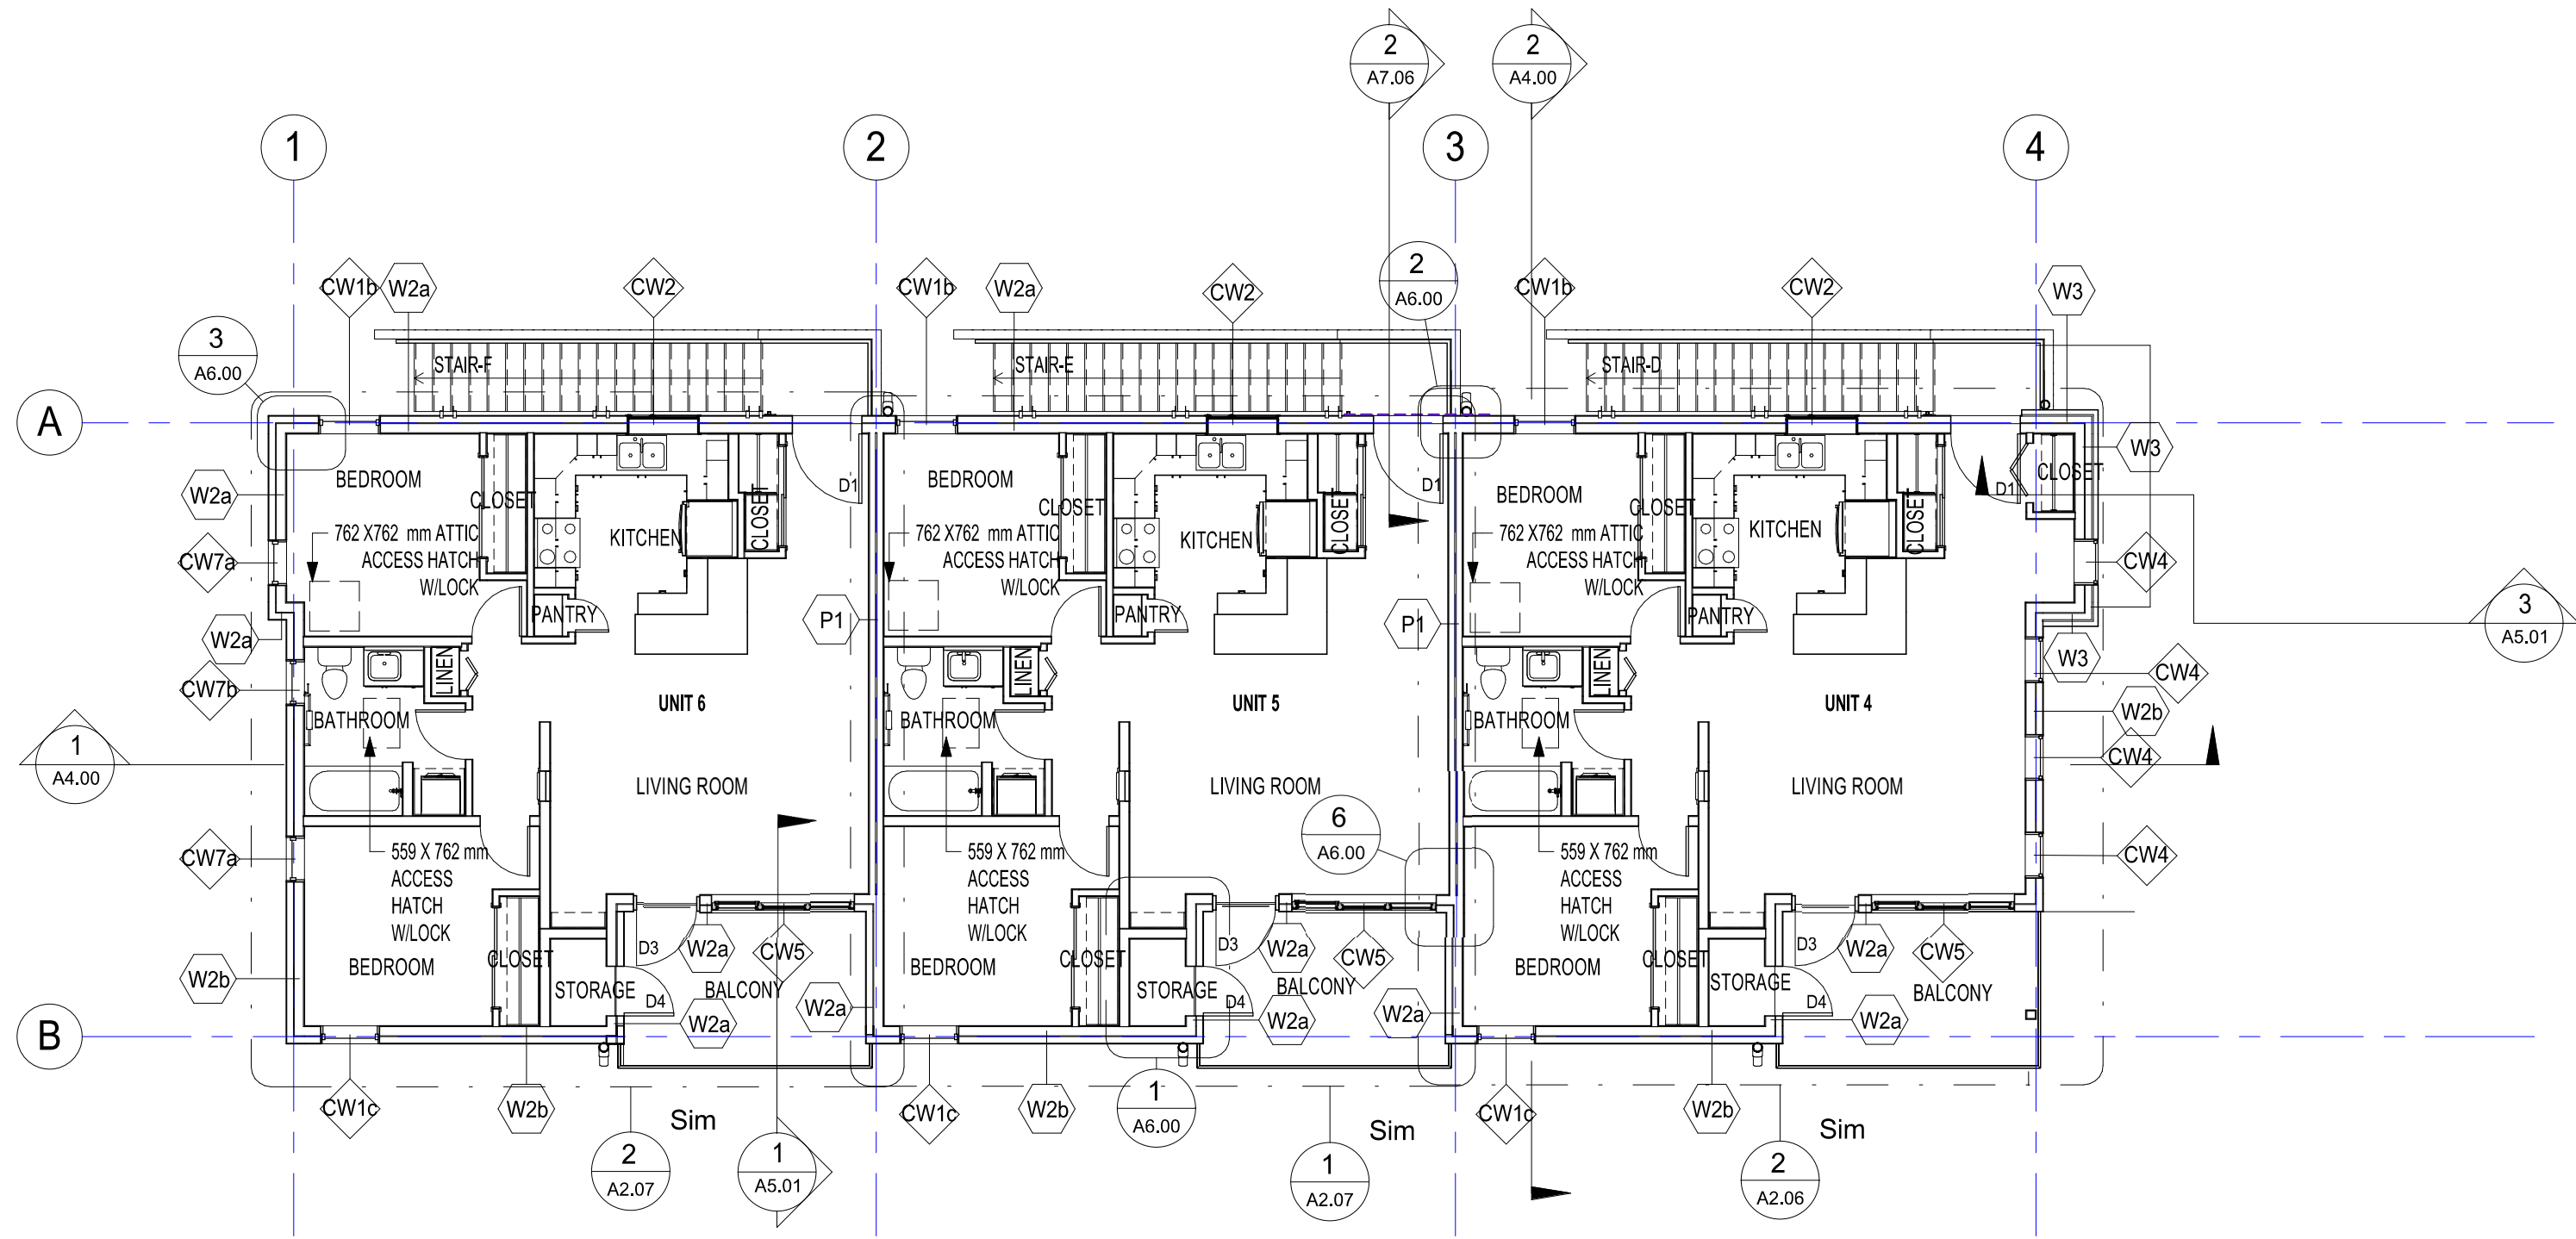 2
A7.06
2
A4.00
1
2
3
4
2
A6.00
CW1b
W2a
CW2
CW1b
W2a
CW2
CW1b
CW2
W3
3
A6.00
STAIR-F
STAIR-E
STAIR-D
A
W3
W2a
BEDROOM
CLOSET
762 X762 mm ATTIC
ACCESS HATCH
W/LOCK
KITCHEN
CLOSET
D1
BEDROOM
CLOSET
762 X762 mm ATTIC
ACCESS HATCH
W/LOCK
KITCHEN
CLOSET
D1
BEDROOM
CLOSET
762 X762 mm ATTIC
ACCESS HATCH
W/LOCK
KITCHEN
CLOSET
D1
CLOSET
CW7a
CW4
W2a
PANTRY
P1
PANTRY
P1
PANTRY
3
A5.01
W3
CW7b
LINEN
LINEN
LINEN
CW4
UNIT 6
UNIT 5
UNIT 4
BATHROOM
BATHROOM
BATHROOM
W2b
1
A4.00
CW4
LIVING ROOM
LIVING ROOM
LIVING ROOM
6
A6.00
CW7a
CW4
559 X 762 mm
ACCESS
HATCH
W/LOCK
559 X 762 mm
ACCESS
HATCH
W/LOCK
559 X 762 mm
ACCESS
HATCH
W/LOCK
W2b
BEDROOM
CLOSET
STORAGE
D3
W2a
CW5
D4
BALCONY
W2a
W2a
BEDROOM
CLOSET
STORAGE
D3
W2a
CW5
D4
BALCONY
W2a
W2a
BEDROOM
CLOSET
STORAGE
D3
W2a
CW5
D4
BALCONY
W2a
B
CW1c
W2b
Sim
CW1c
W2b
1
A6.00
Sim
CW1c
W2b
Sim
2
A2.07
1
A5.01
1
A2.07
2
A2.06